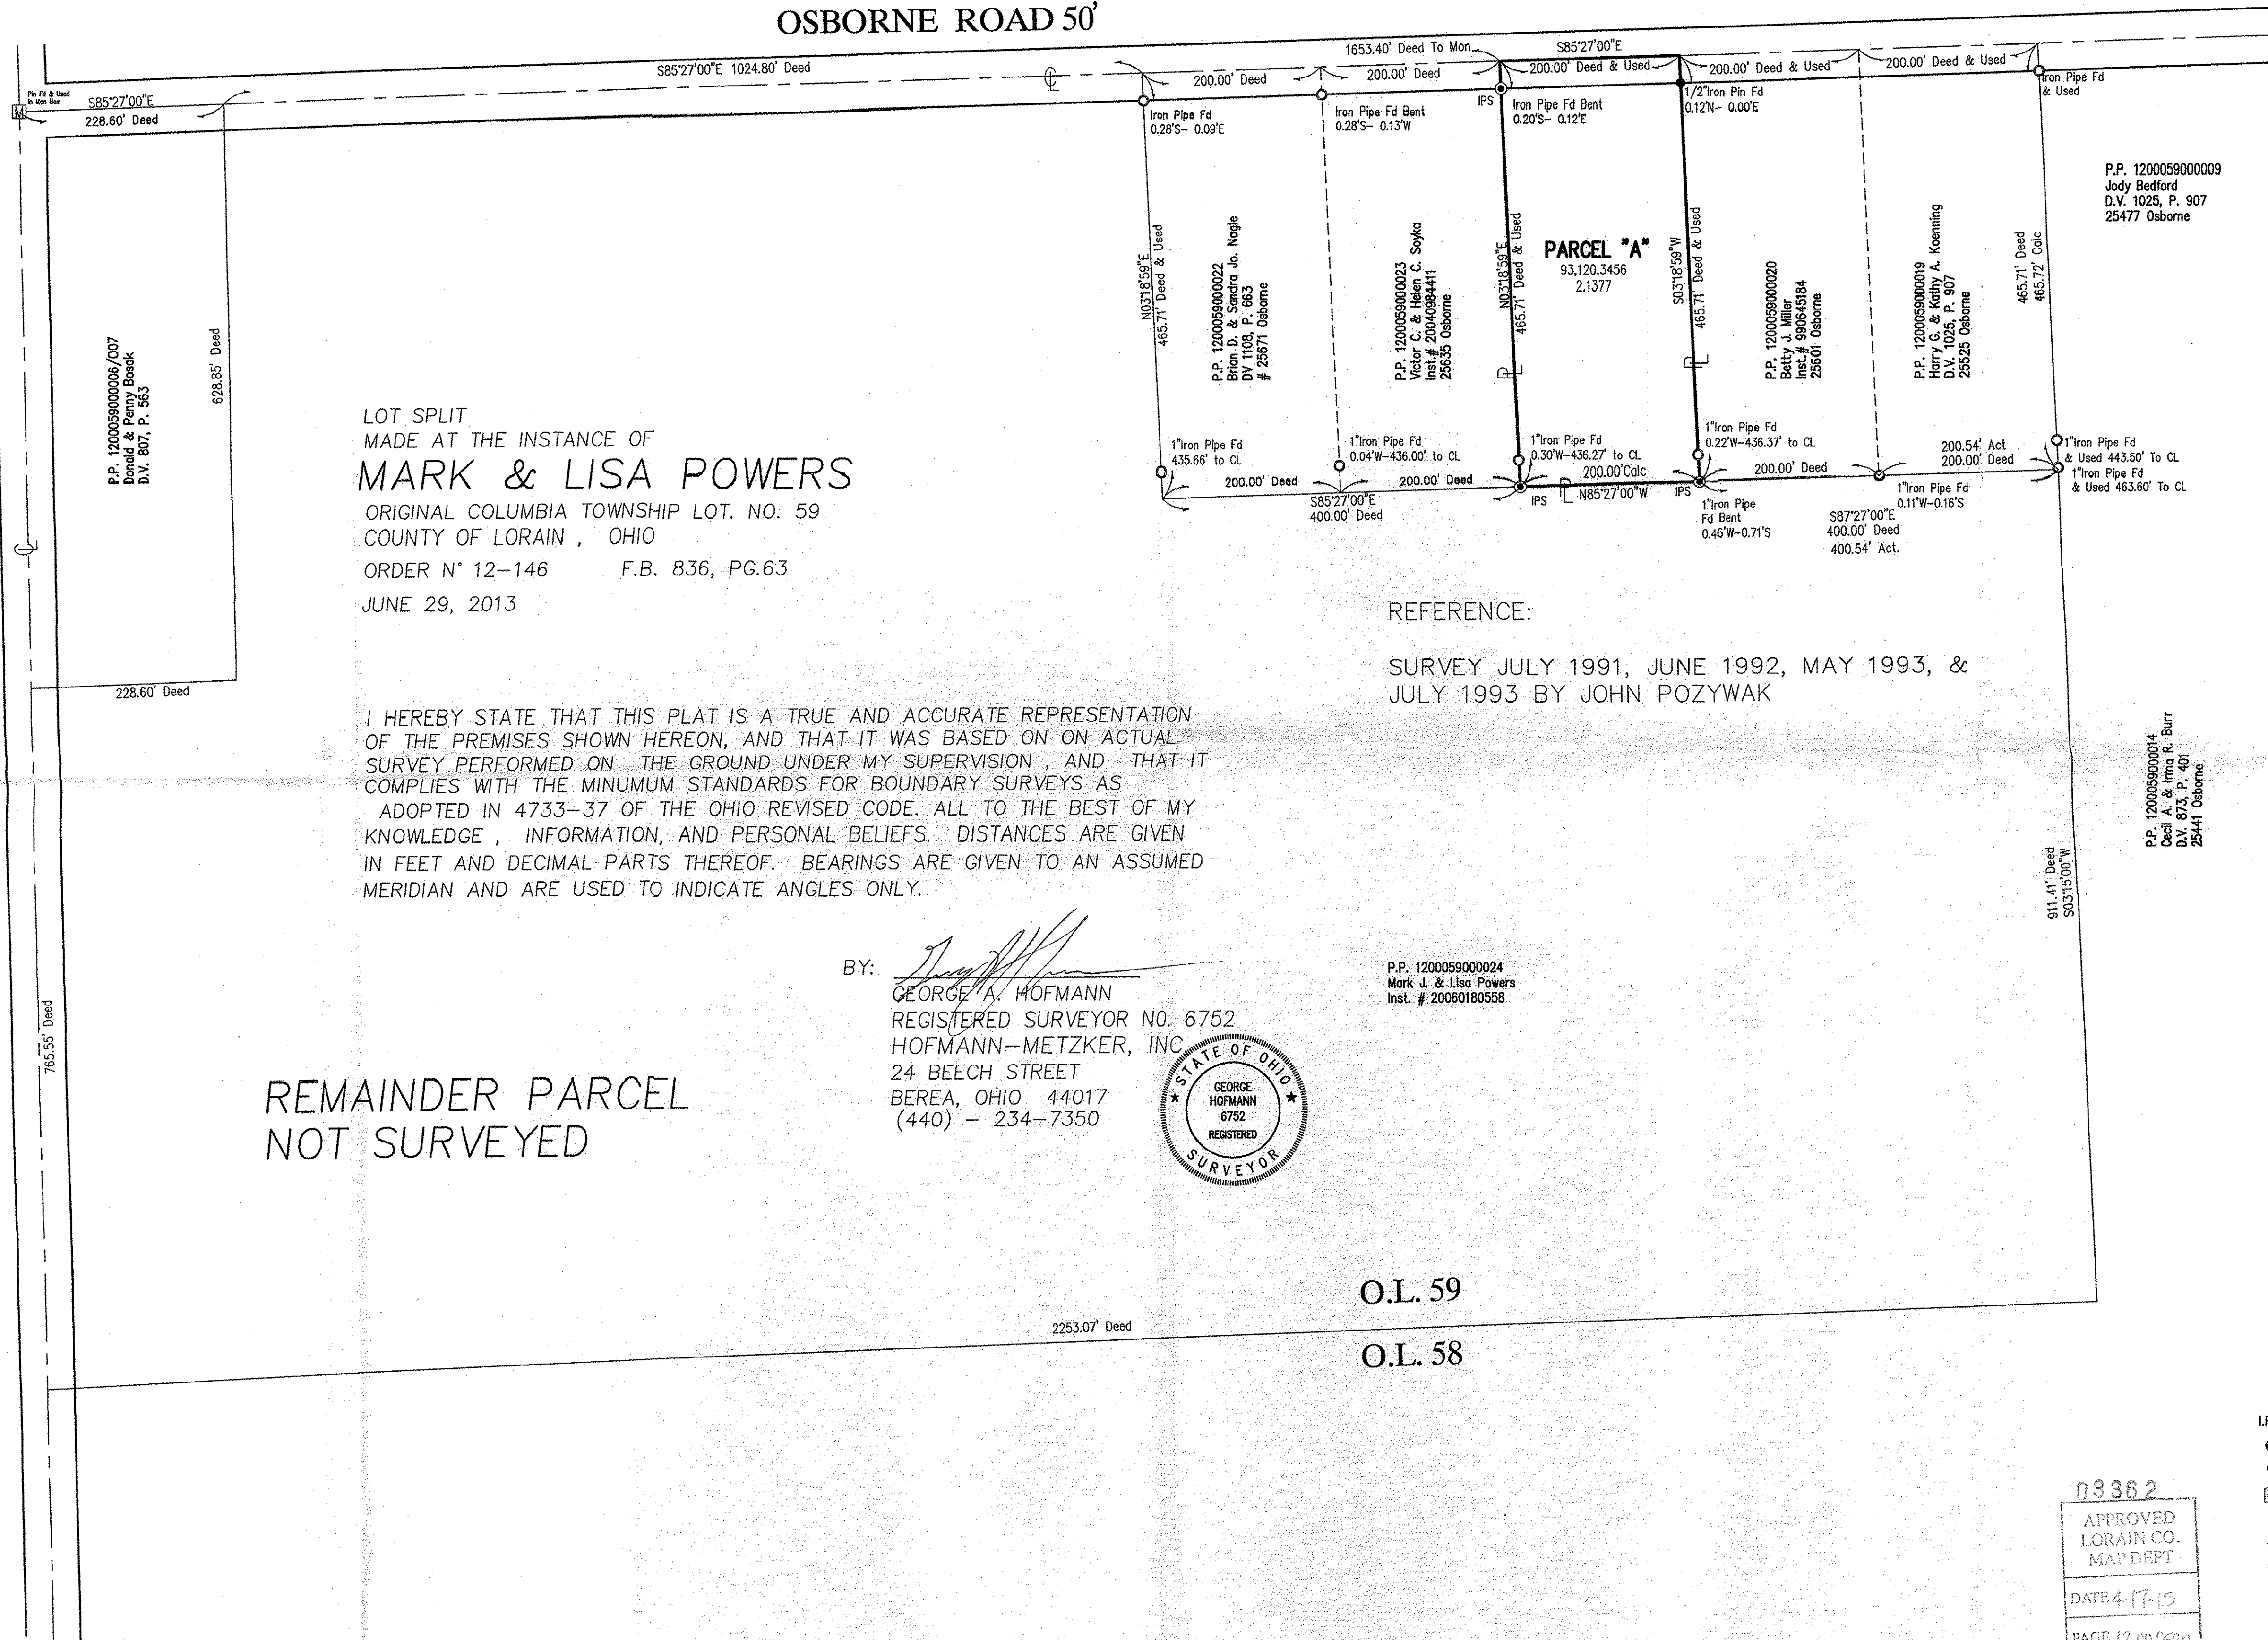 OSBORNE ROAD 50'
1653.40' Deed To Mon.
S85°27'00"E
S85°27'00"E 1024.80' Deed
200.00' Deed
200.00' Deed
200.00' Deed & Used
200.00' Deed & Used
200.00' Deed & Used
Pin Fd & Used
In Mon Box
M
S85°27'00"E
228.60' Deed
Iron Pipe Fd
0.28'S- 0.09'E
Iron Pipe Fd Bent
0.28'S- 0.13'W
IPS
Iron Pipe Fd Bent
0.20'S- 0.12'E
1/2"Iron Pin Fd
0.12'N- 0.00'E
Iron Pipe Fd
& Used
P.P. 1200059000009
Jody Bedford
D.V. 1025, P. 907
25477 Osborne
P.P. 1200059000006/007
Donald & Penny Bosak
D.V. 807, P. 563
628.85' Deed
228.60' Deed
N03°18'59"E
465.71' Deed & Used
P.P. 1200059000022
Brian D. & Sandra Jo. Nagle
DV 1108, P. 663
# 25671 Osborne
P.P. 1200059000023
Victor C. & Helen C. Soyka
Inst.# 20040984411
25635 Osborne
N03°18'59"E
465.71' Deed & Used
PARCEL "A"
93,120.3456
2.1377
S03°18'59"W
465.71' Deed & Used
P.P. 1200059000020
Betty J. Miller
Inst.# 990645184
25601 Osborne
P.P. 1200059000019
Harry G. & Kathy A. Koenning
D.V. 1025, P. 907
25525 Osborne
465.71' Deed
465.72' Calc
1"Iron Pipe Fd
435.66' to CL
1"Iron Pipe Fd
0.04'W-436.00' to CL
1"Iron Pipe Fd
0.30'W-436.27' to CL
1"Iron Pipe Fd
0.22'W-436.37' to CL
200.54' Act
200.00' Deed
1"Iron Pipe Fd
& Used 443.50' To CL
1"Iron Pipe Fd
& Used 463.60' To CL
200.00' Deed
200.00' Deed
200.00'Calc
200.00' Deed
S85°27'00"E
400.00' Deed
IPS
N85°27'00"W
IPS
1"Iron Pipe
Fd Bent
0.46'W-0.71'S
1"Iron Pipe Fd
0.11'W-0.16'S
S87°27'00"E
400.00' Deed
400.54' Act.
LOT SPLIT
MADE AT THE INSTANCE OF
MARK & LISA POWERS
ORIGINAL COLUMBIA TOWNSHIP LOT. NO. 59
COUNTY OF LORAIN , OHIO
ORDER N° 12-146 F.B. 836, PG.63
JUNE 29, 2013
REFERENCE:
SURVEY JULY 1991, JUNE 1992, MAY 1993, &
JULY 1993 BY JOHN POZYWAK
I HEREBY STATE THAT THIS PLAT IS A TRUE AND ACCURATE REPRESENTATION
OF THE PREMISES SHOWN HEREON, AND THAT IT WAS BASED ON ON ACTUAL
SURVEY PERFORMED ON THE GROUND UNDER MY SUPERVISION , AND THAT IT
COMPLIES WITH THE MINUMUM STANDARDS FOR BOUNDARY SURVEYS AS
ADOPTED IN 4733-37 OF THE OHIO REVISED CODE. ALL TO THE BEST OF MY
KNOWLEDGE , INFORMATION, AND PERSONAL BELIEFS. DISTANCES ARE GIVEN
IN FEET AND DECIMAL PARTS THEREOF. BEARINGS ARE GIVEN TO AN ASSUMED
MERIDIAN AND ARE USED TO INDICATE ANGLES ONLY.
P.P. 1200059000014
Cecil A. & Irma R. Burr
D.V. 873, P. 401
25441 Osborne
911.41' Deed
S03°15'00"W
BY:
GEORGE A. HOFMANN
REGISTERED SURVEYOR NO. 6752
HOFMANN-METZKER, INC.
24 BEECH STREET
BEREA, OHIO 44017
(440) - 234-7350
STATE OF OHIO
GEORGE
HOFMANN
6752
REGISTERED
SURVEYOR
P.P. 1200059000024
Mark J. & Lisa Powers
Inst. # 20060180558
765.55' Deed
REMAINDER PARCEL
NOT SURVEYED
O.L. 59
2253.07' Deed
O.L. 58
03362
APPROVED
LORAIN CO.
MAP DEPT
DATE 4-17-15
PAGE